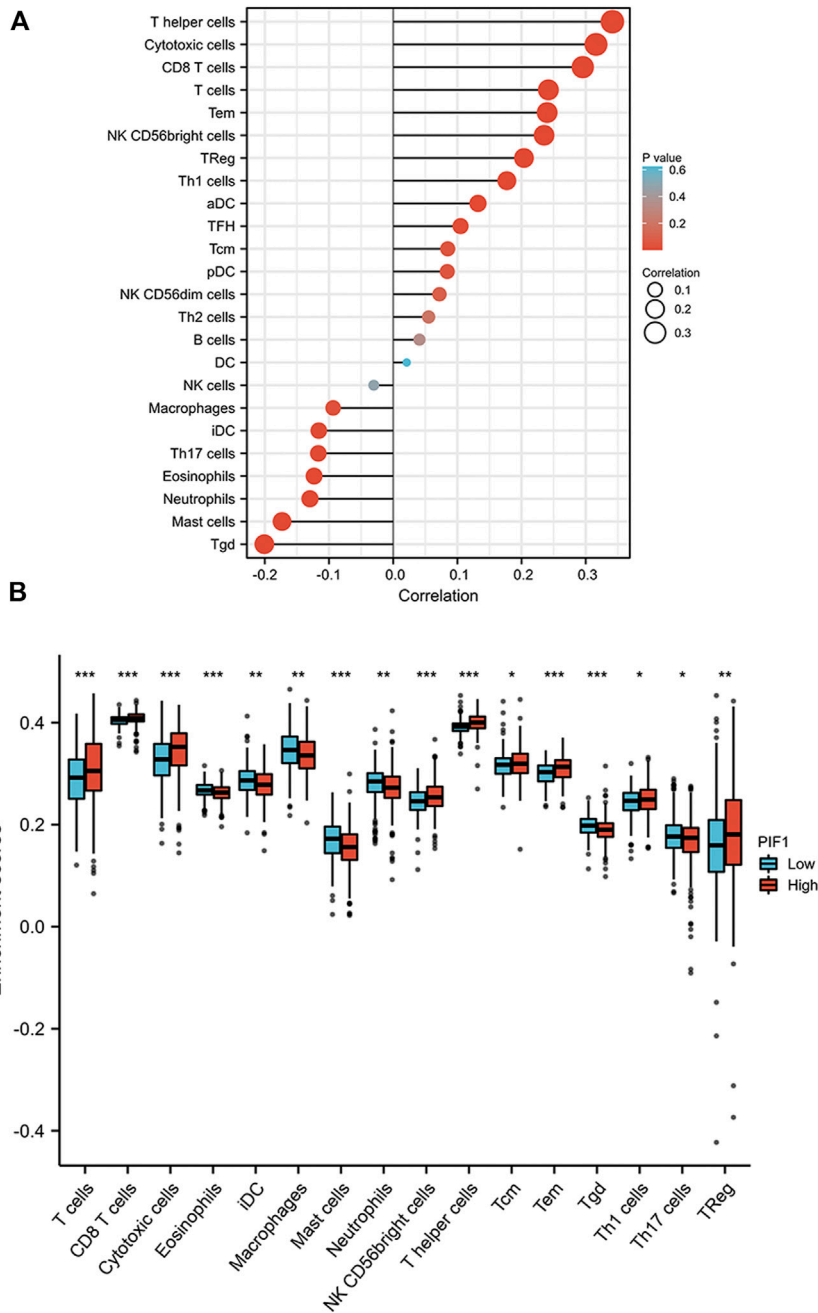 A
T helper cells
Cytotoxic cells
CD8 T cells
T cells
Tem
NK CD56bright cells
TReg
Th1 cells
aDC
TFH
Tcm
pDC
NK CD56dim cells
Th2 cells
B cells
DC
NK cells
Macrophages
iDC
Th17 cells
Eosinophils
Neutrophils
Mast cells
Tgd
-0.2 -0.1 0.0 0.1 0.2 0.3
Correlation
P value
0.6
0.4
0.2
Correlation
0.1
0.2
0.3
B
*** *** *** *** ** ** *** ** *** *** * *** *** * * **
0.4
0.2
0.0
-0.2
-0.4
PIF1
Low
High
T cells
CD8 T cells
Cytotoxic cells
Eosinophils
iDC
Macrophages
Mast cells
Neutrophils
NK CD56bright cells
T helper cells
Tcm
Tem
Tgd
Th1 cells
Th17 cells
TReg